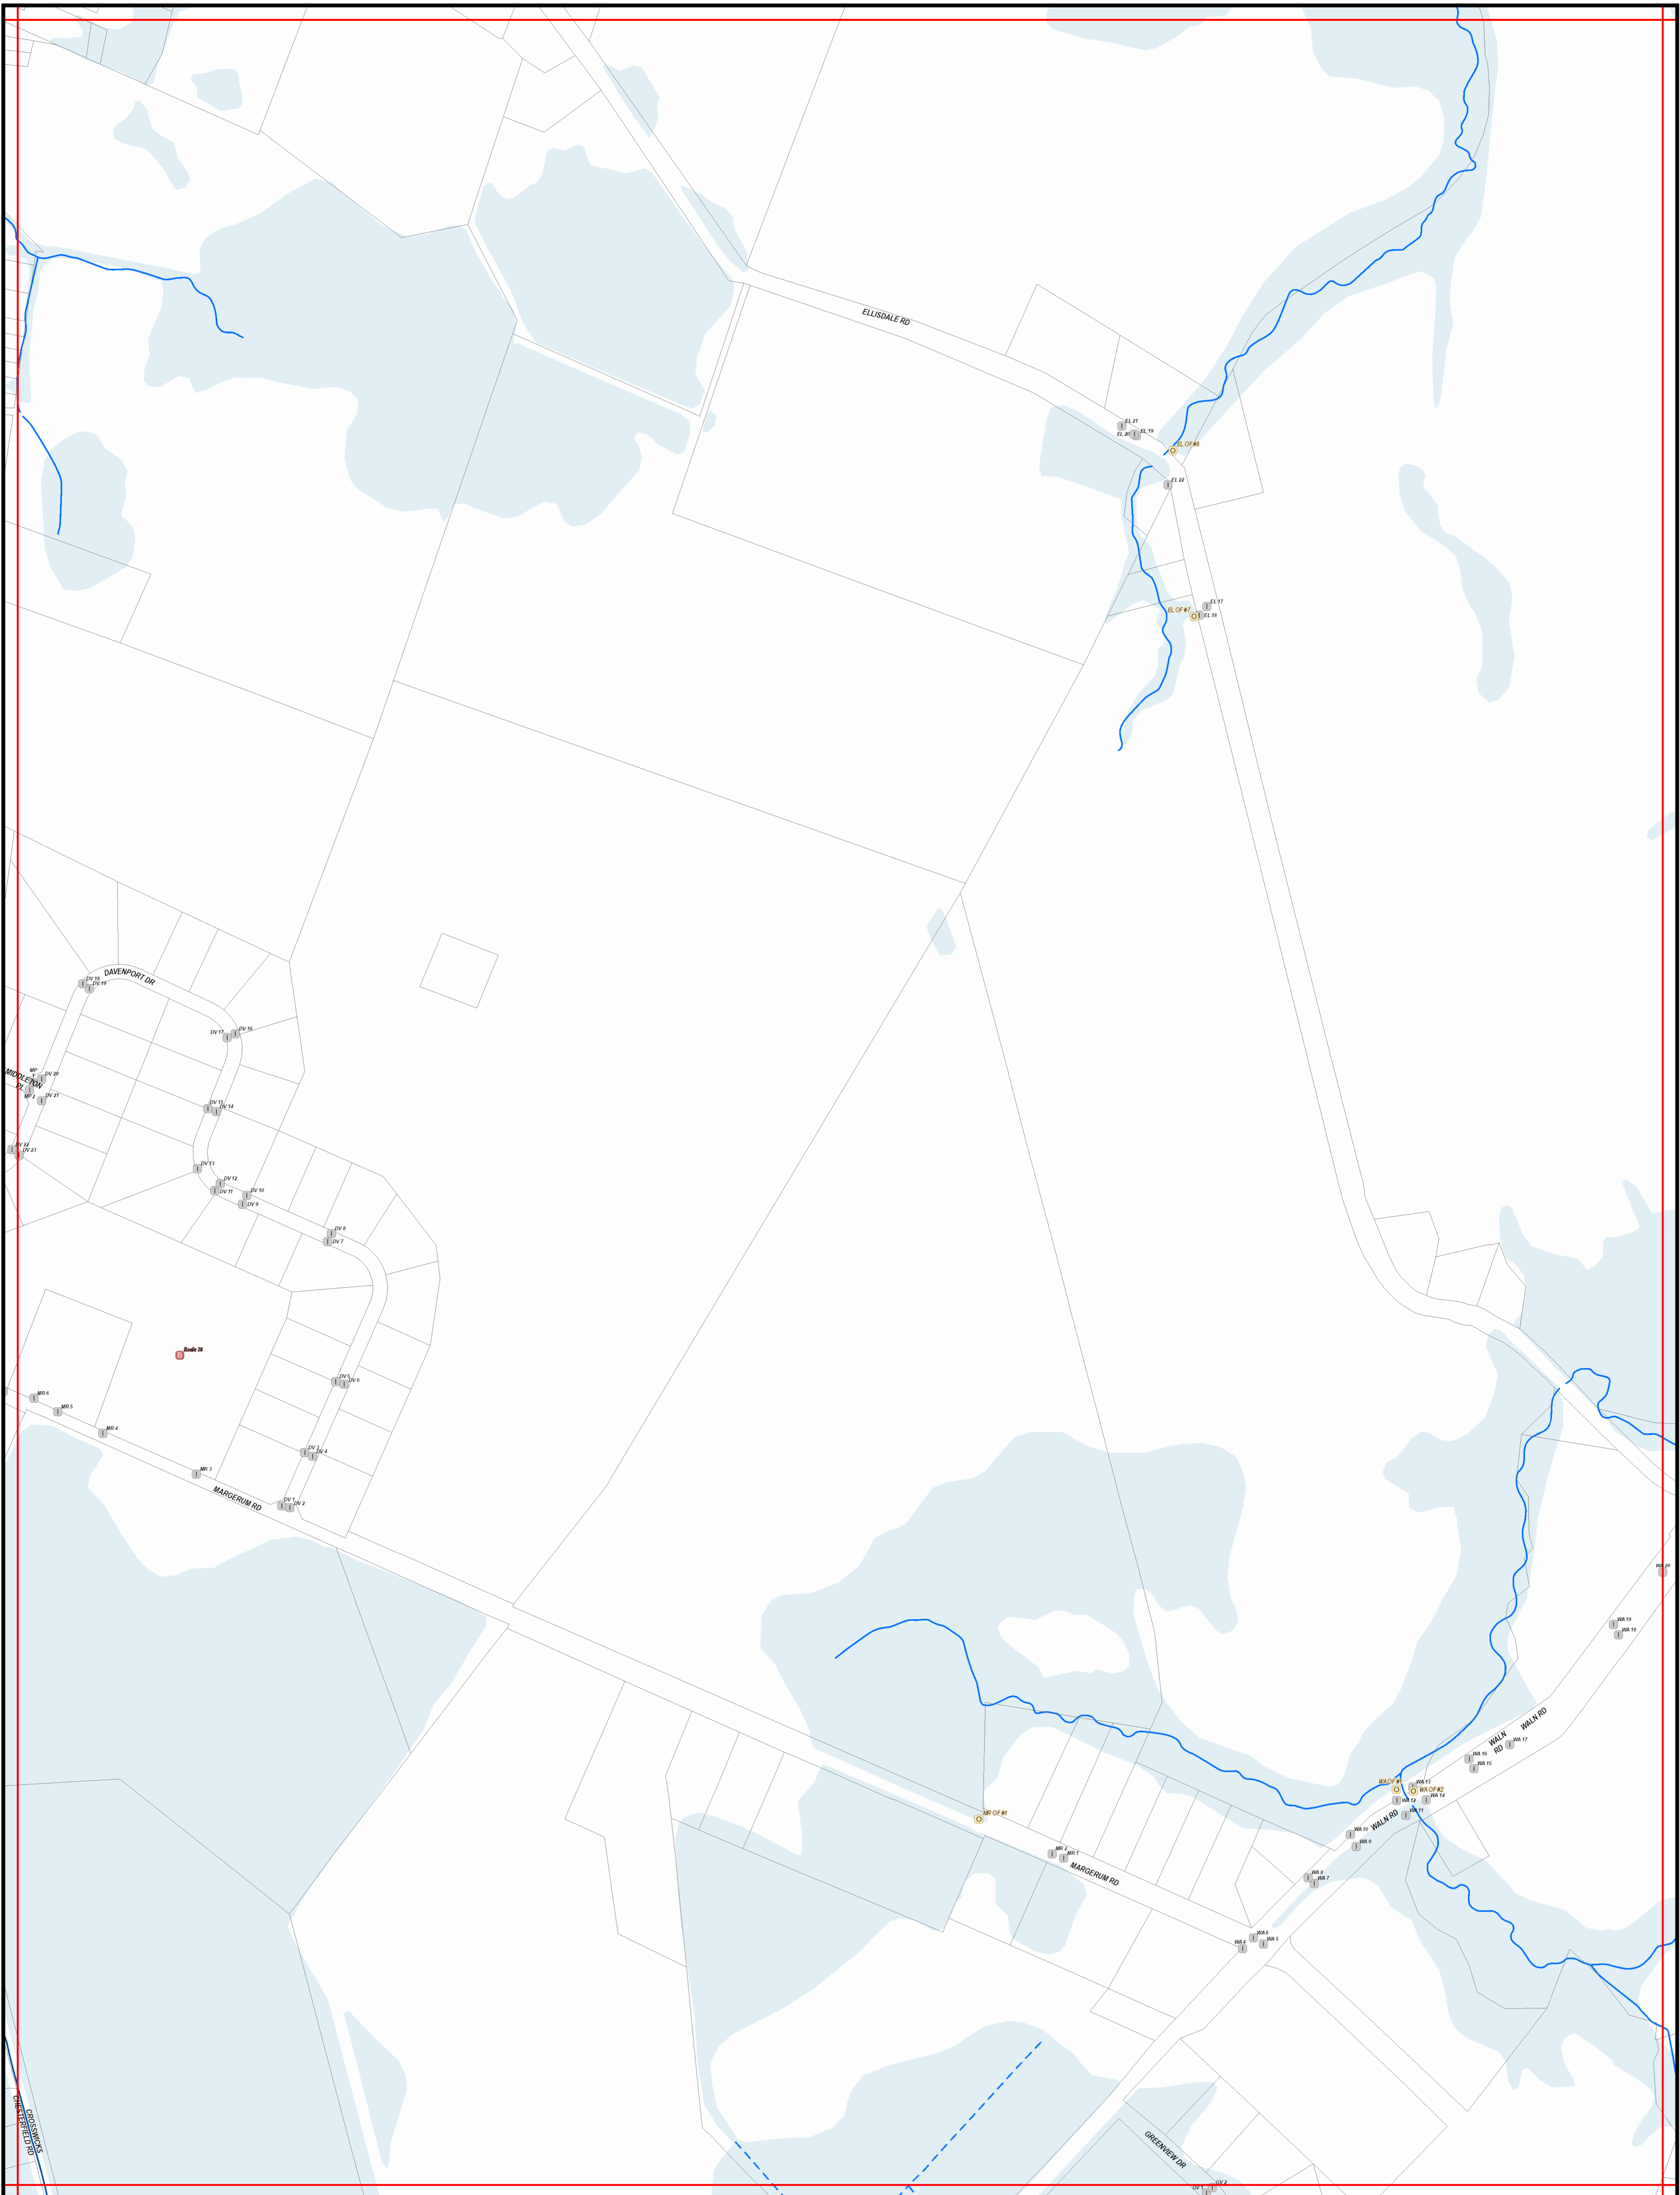 ELLISDALE RD
EL 21
EL 20
EL 19
EL OF#8
EL 22
EL 17
EL OF#7
EL 18
DAVENPORT DR
DV 18
DV 19
DV 17
DV 16
MP
DV 20
MIDDLETON
PL
MP 2
DV 21
DV 15
DV 14
DV 22
DV 23
DV 13
DV 12
DV 11
DV 10
DV 9
DV 8
DV 7
DV 5
DV 6
MR 6
MR 5
MR 4
DV 3
DV 4
MR 3
MARGERUM RD
DV 1
DV 2
WA 20
WA 19
WA 18
WALN RD
WALN
RD
WA 17
WA 16
WA 15
WA OF#1
WA 13
WA OF#2
WA 12
WA 14
WA 11
WALN RD
MR OF#1
WA 10
WA 9
MR 2
MR 1
MARGERUM RD
WA 8
WA 7
WA 6
WA 4
WA 5
CROSSWICKS
CHESTERFIELD RD
GREENVIEW DR
GV 1